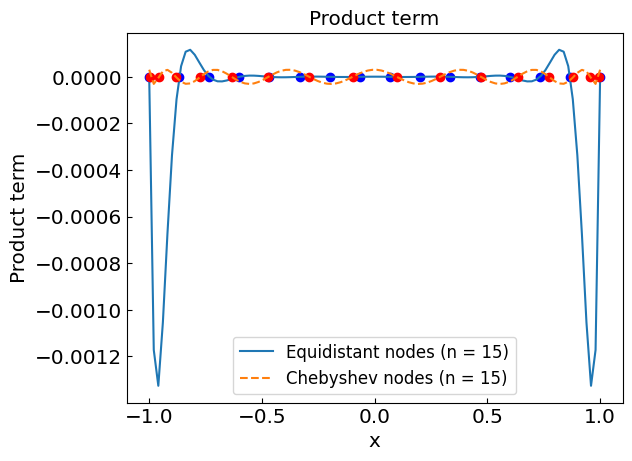 Product term
Product term
0.0000
−0.0002
−0.0004
−0.0006
−0.0008
−0.0010
−0.0012
Equidistant nodes (n = 15)
Chebyshev nodes (n = 15)
−1.0 −0.5 0.0 0.5 1.0
x